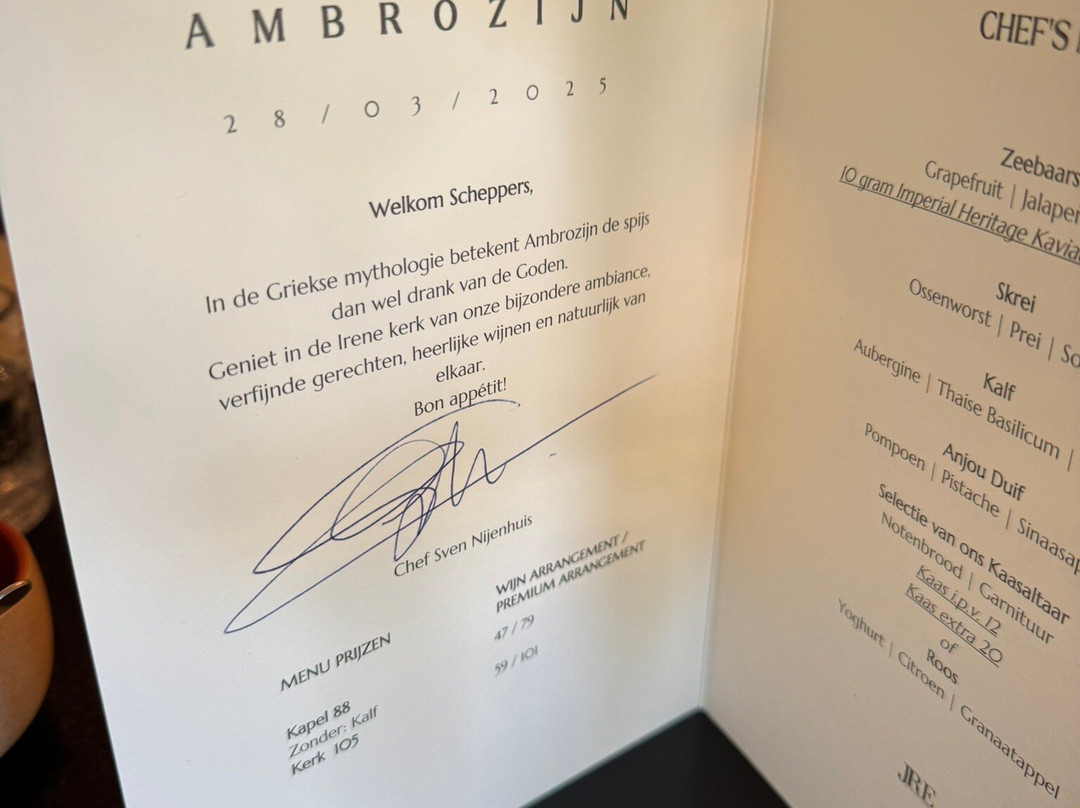 AMBROZIJN
28/03/2025
Welkom Scheppers,
In de Griekse mythologie betekent Ambrozijn de spijs
dan wel drank van de Goden.
Geniet in de Irene kerk van onze bijzondere ambiance,
verfijnde gerechten, heerlijke wijnen en natuurlijk van
elkaar.
Bon appétit!
Chef Sven Nijenhuis
WIJN ARRANGEMENT /
PREMIUM ARRANGEMENT
47 / 79
59 / 101
MENU PRIJZEN
Kapel 88
Zonder: Kalf
Kerk 105
CHEF'S
Zeebaars
Grapefruit |
10 gram Imperial Heritage
Skrei
Ossenworst | Prei |
Kalf
Aubergine | Thaise Basilicum |
Anjou Duif
Pompoen | Pistache |
Selectie van ons Kaasaltaar
Notenbrood | Garnituur
Kaas i.p.v. 12
Kaas extra 20
of
Roos
Yoghurt | Citroen | Granaatappel
JRE